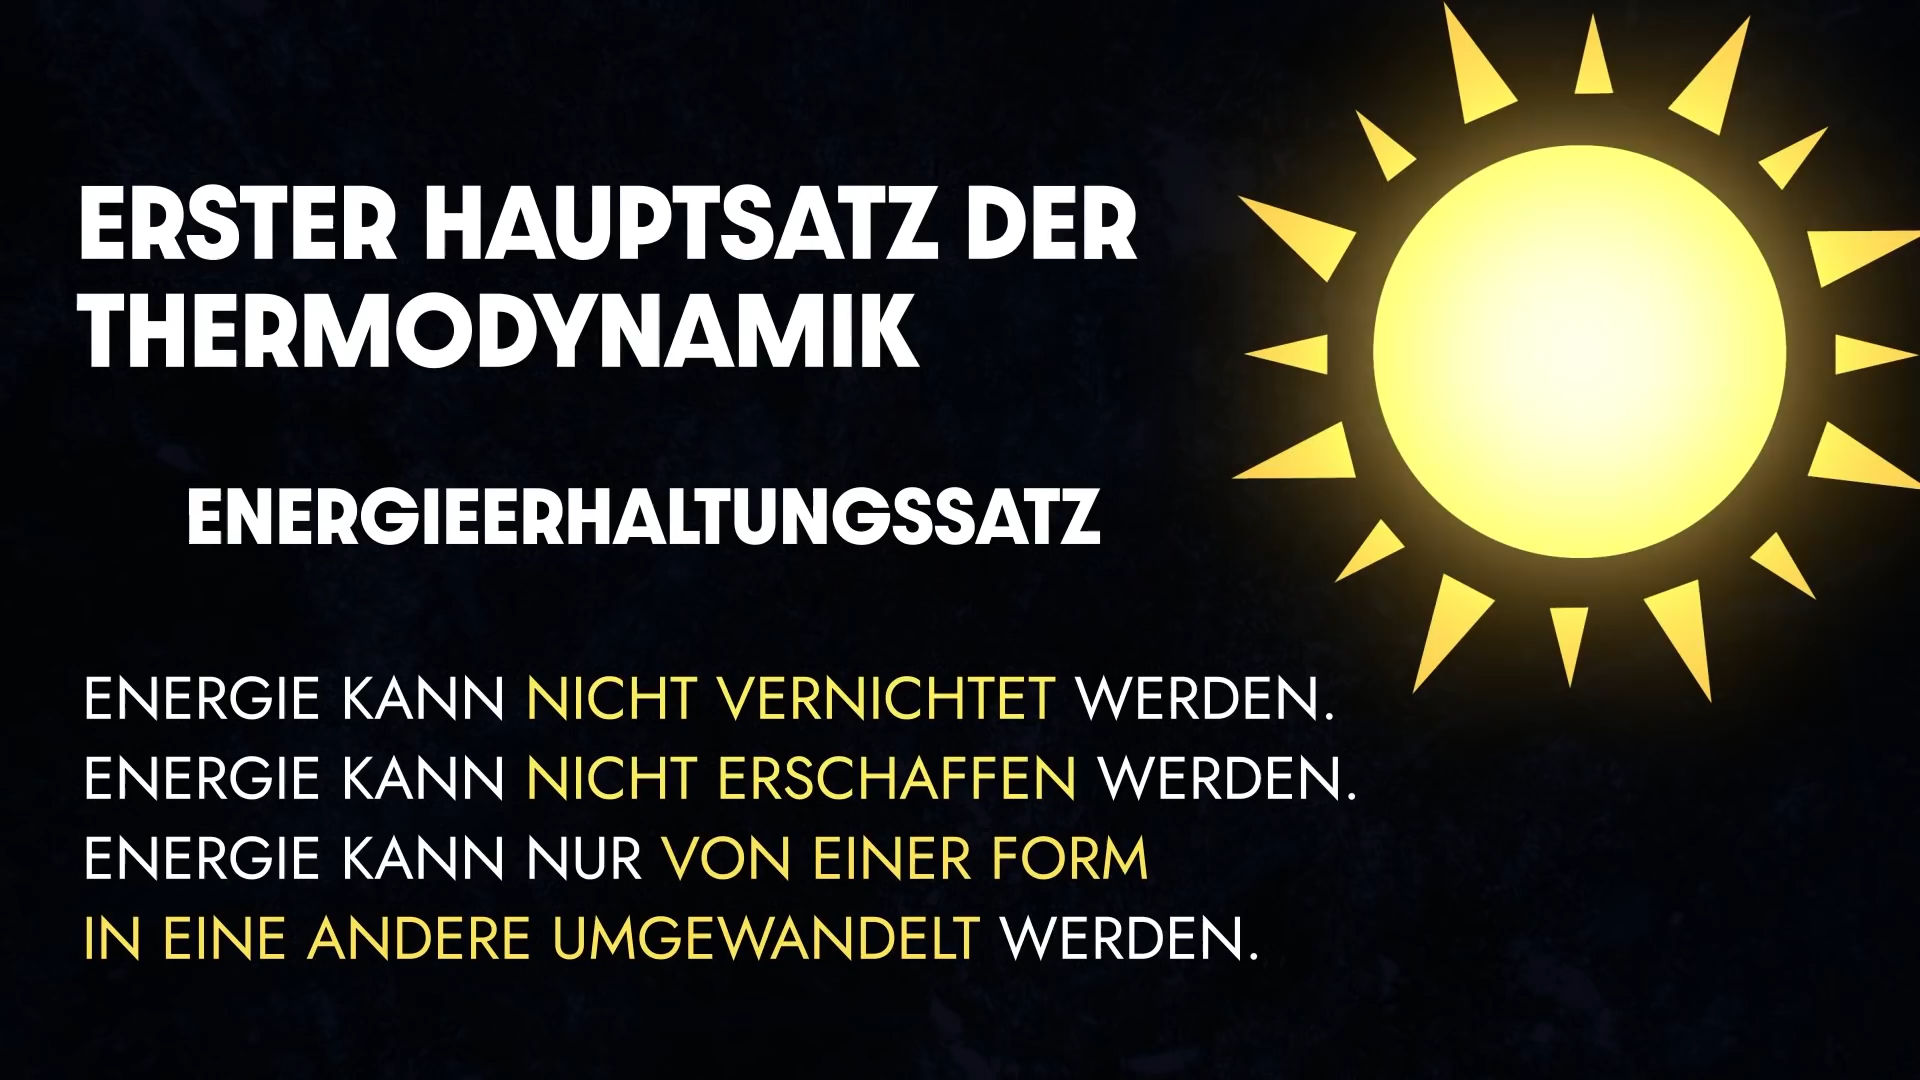 ERSTER HAUPTSATZ DER
THERMODYNAMIK
ENERGIEERHALTUNGSSATZ
ENERGIE KANN NICHT VERNICHTET WERDEN.
ENERGIE KANN NICHT ERSCHAFFEN WERDEN.
ENERGIE KANN NUR VON EINER FORM
IN EINE ANDERE UMGEWANDELT WERDEN.